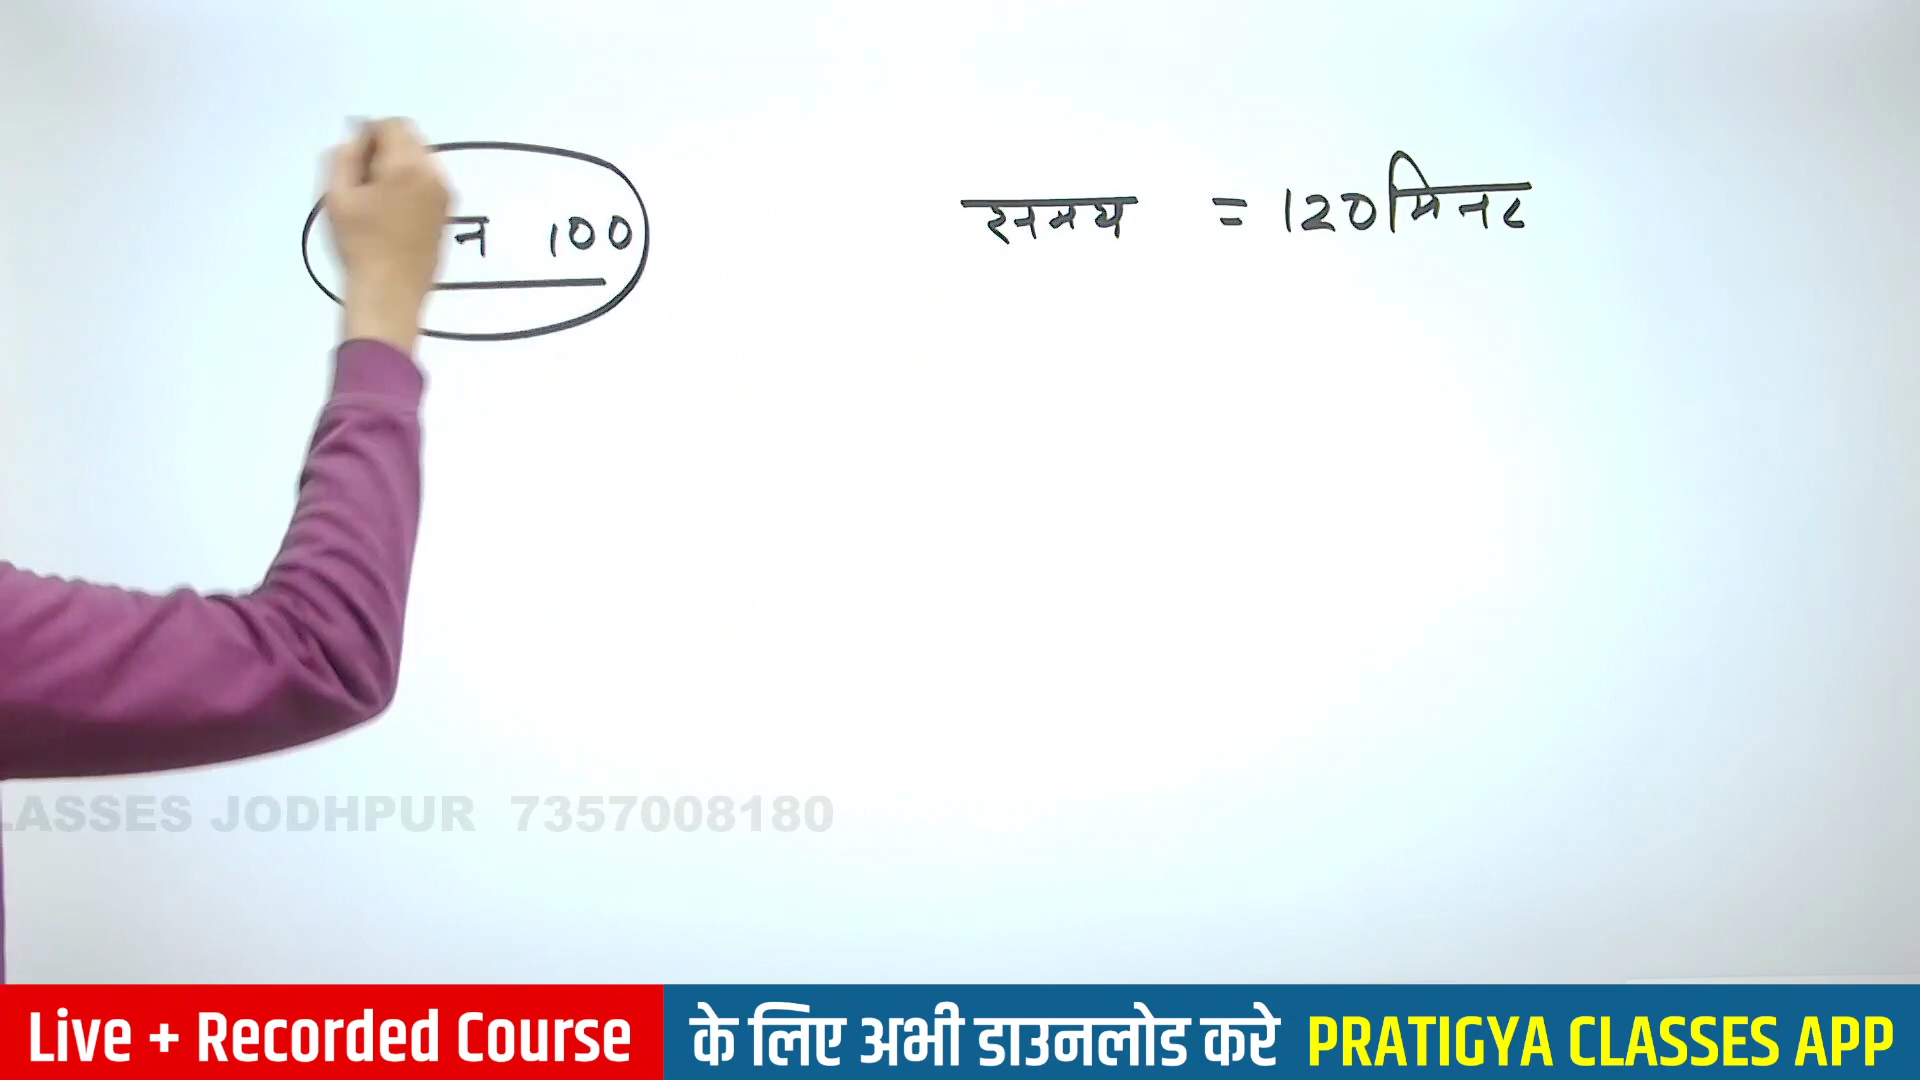 न 100
समय = 120 मिनट
LASSES JODHPUR 7357008180
Live + Recorded Course के लिए अभी डाउनलोड करे PRATIGYA CLASSES APP